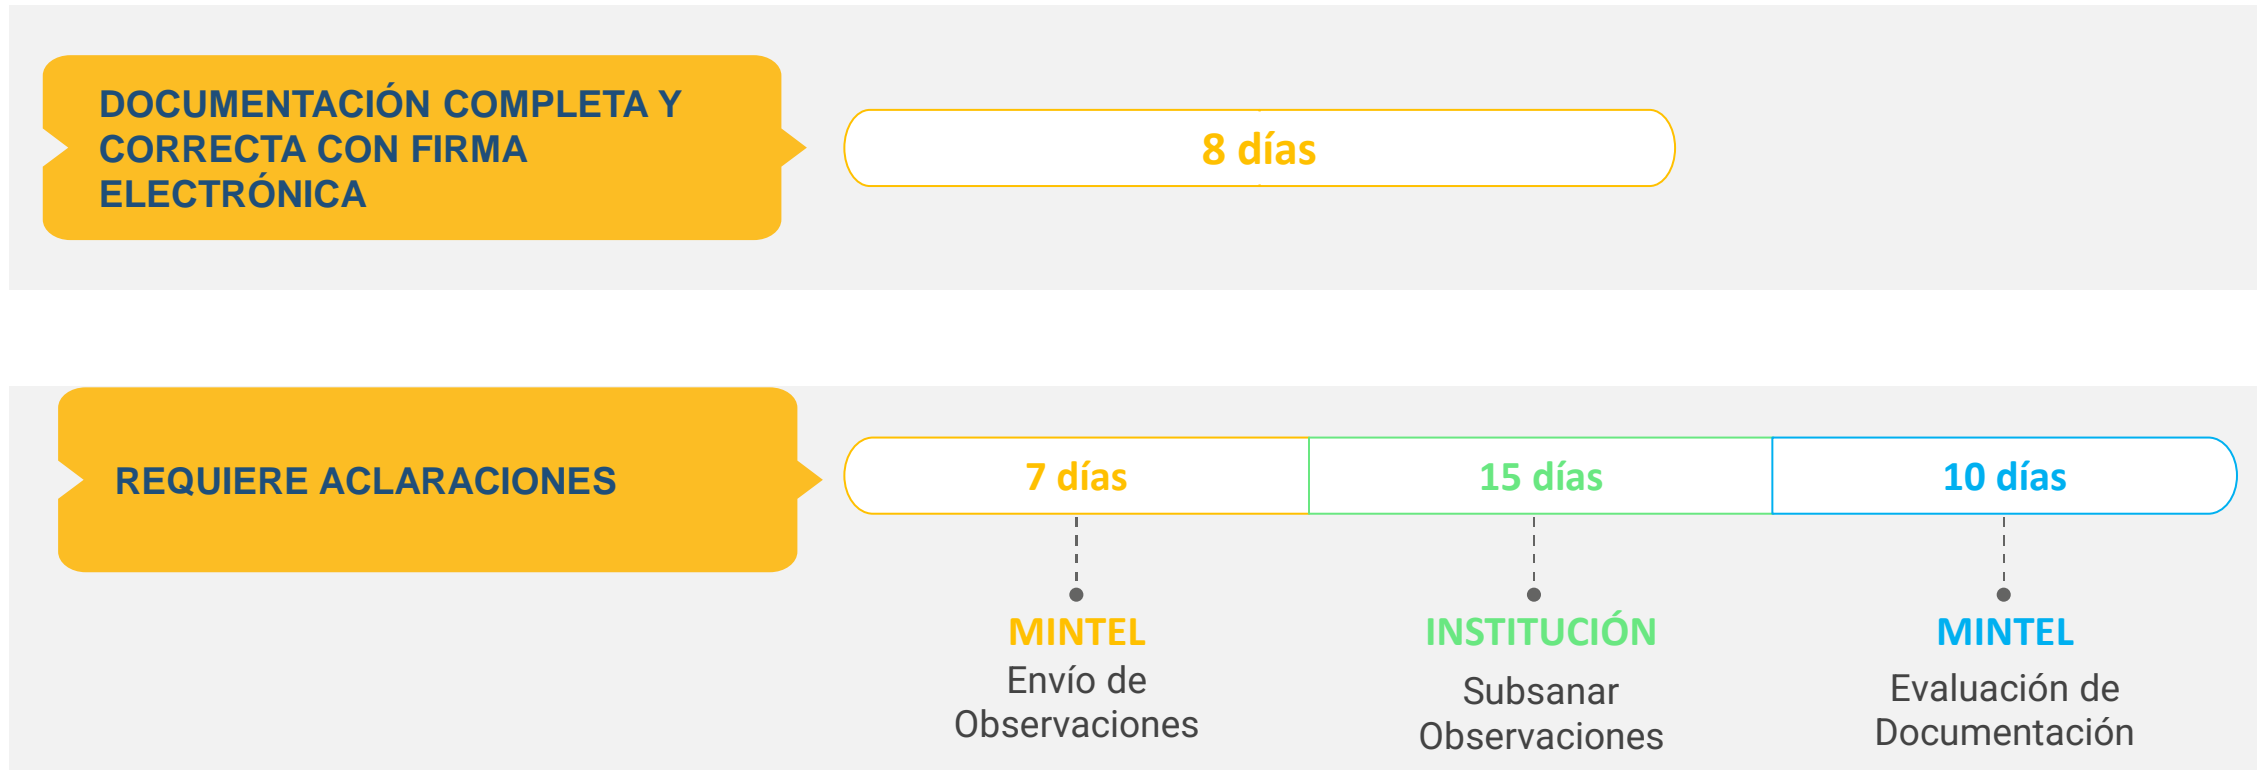 DOCUMENTACIÓN COMPLETA Y
CORRECTA CON FIRMA
ELECTRÓNICA
8 días
REQUIERE ACLARACIONES
7 días
15 días
10 días
MINTEL
Envío de
Observaciones
INSTITUCIÓN
Subsanar
Observaciones
MINTEL
Evaluación de
Documentación